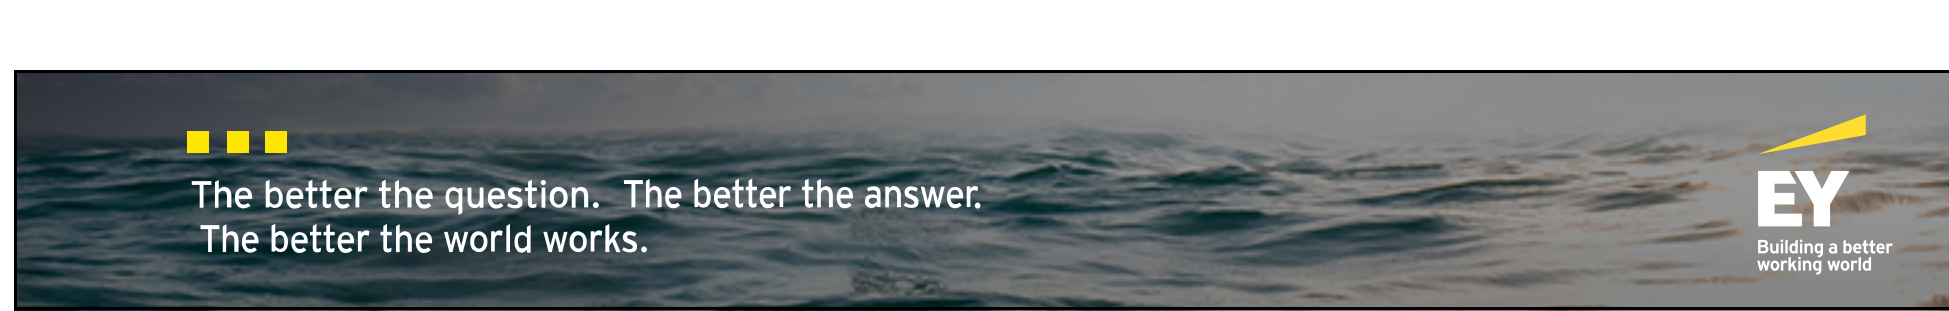 The better the question. The better the answer.
The better the world works.
EY
Building a better
working world